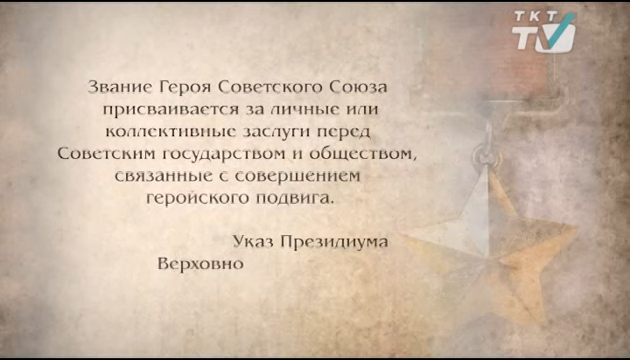 ТКТ
TV
Звание Героя Советского Союза
присваивается за личные или
коллективные заслуги перед
Советским государством и обществом,
связанные с совершением
геройского подвига.
Указ Президиума
Верховно